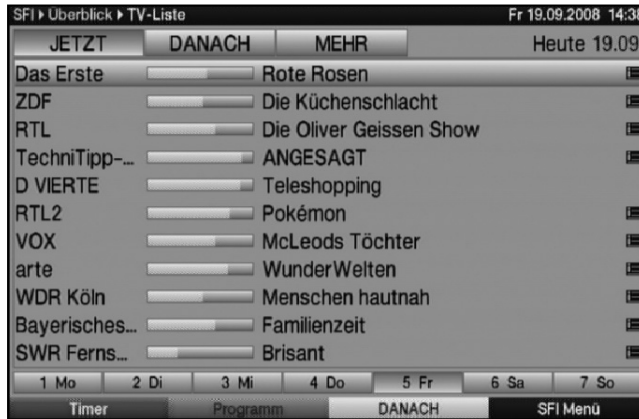 SFI ▸ Überblick ▸ TV-Liste Fr 19.09.2008 14:38
JETZT DANACH MEHR Heute 19.09
Das Erste Rote Rosen
ZDF Die Küchenschlacht
RTL Die Oliver Geissen Show
TechniTipp-... ANGESAGT
D VIERTE Teleshopping
RTL2 Pokémon
VOX McLeods Töchter
arte WunderWelten
WDR Köln Menschen hautnah
Bayerisches... Familienzeit
SWR Ferns... Brisant
1 Mo 2 Di 3 Mi 4 Do 5 Fr 6 Sa 7 So
Timer Programm DANACH SFI Menü